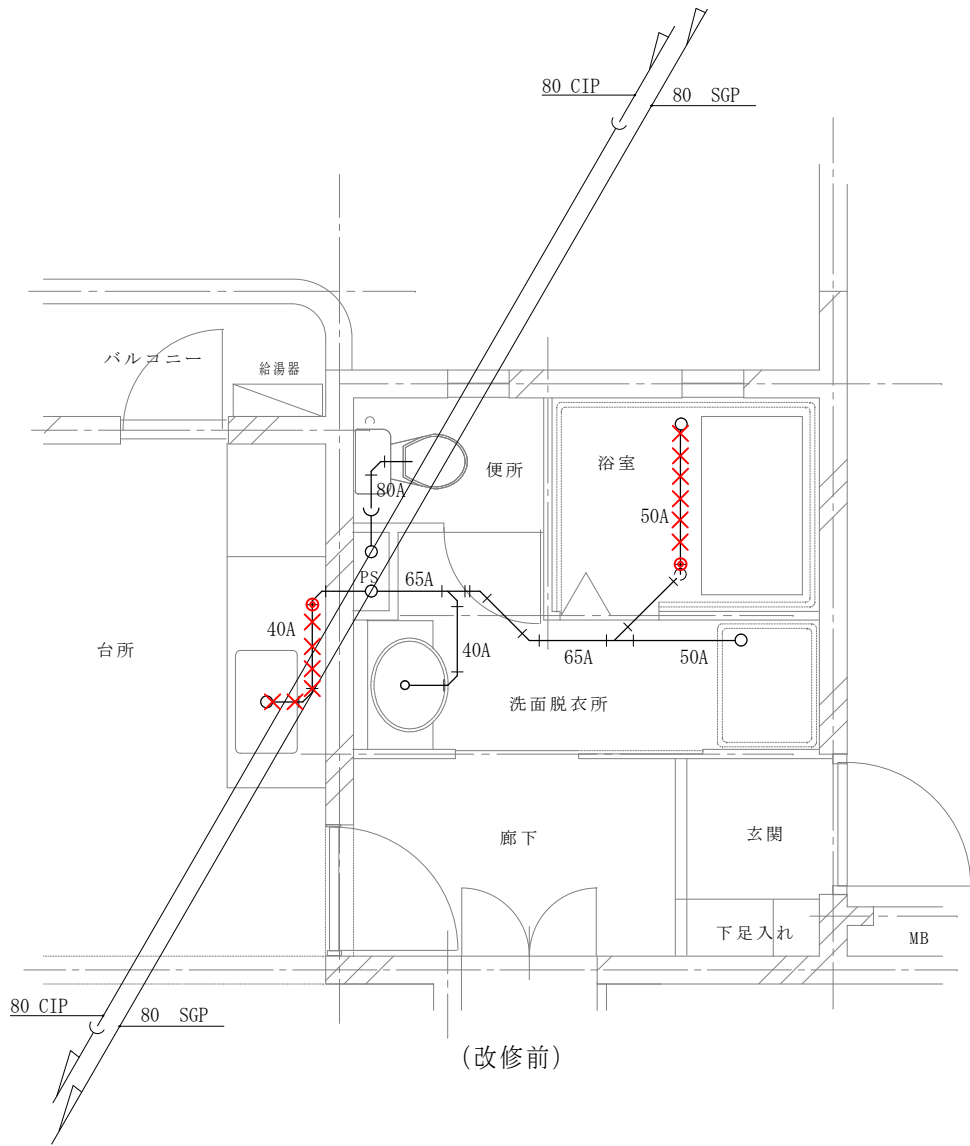 80 CIP
80 SGP
バルコニー
給湯器
便所
浴室
80A
50A
PS
65A
40A
40A
台所
65A
50A
洗面脱衣所
廊下
玄関
下足入れ
MB
80 CIP
80 SGP
(改修前)